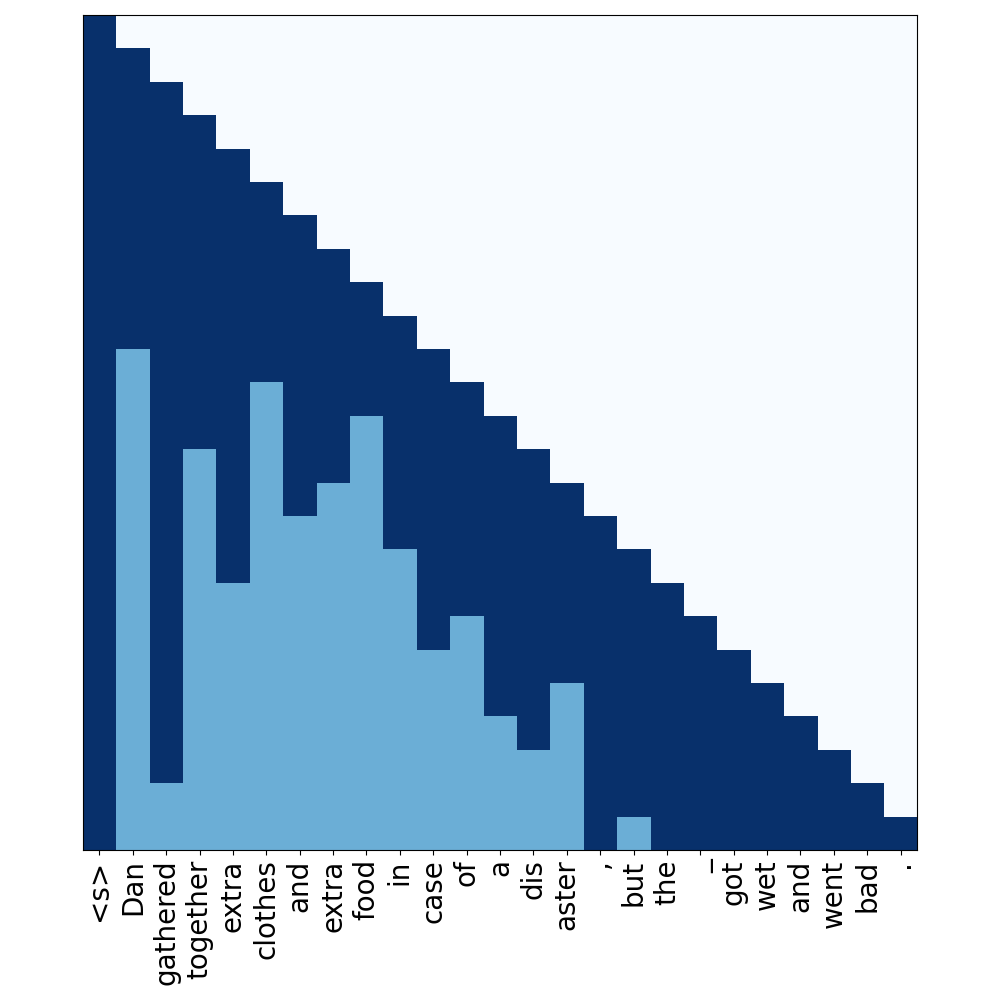 <s>
Dan
gathered
together
extra
clothes
and
extra
food
in
case
of
a
dis
aster
,
but
the
_
got
wet
and
went
bad
.